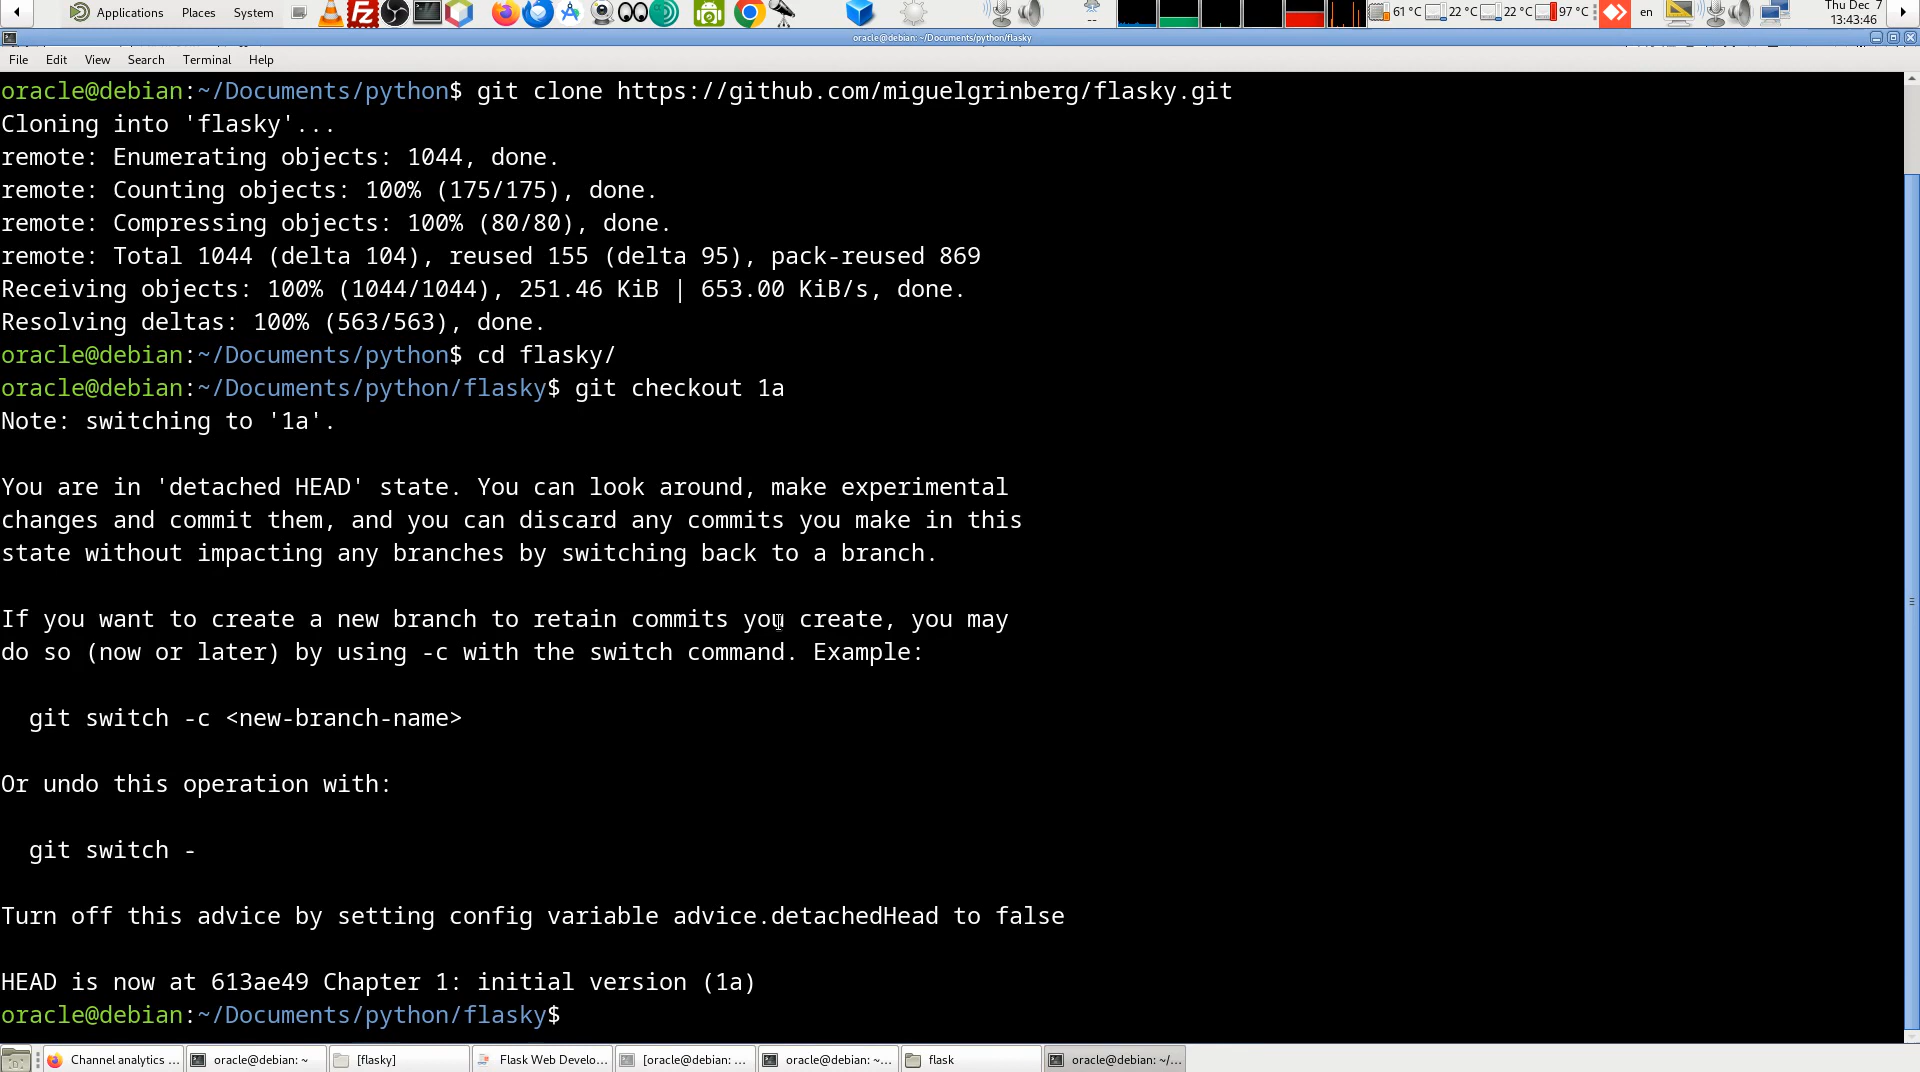 Applications Places System
61 °C 22 °C 22 °C 97 °C en Thu Dec 7
13:43:46
oracle@debian: ~/Documents/python/flasky
File Edit View Search Terminal Help
oracle@debian:~/Documents/python$ git clone https://github.com/miguelgrinberg/flasky.git
Cloning into 'flasky'...
remote: Enumerating objects: 1044, done.
remote: Counting objects: 100% (175/175), done.
remote: Compressing objects: 100% (80/80), done.
remote: Total 1044 (delta 104), reused 155 (delta 95), pack-reused 869
Receiving objects: 100% (1044/1044), 251.46 KiB | 653.00 KiB/s, done.
Resolving deltas: 100% (563/563), done.
oracle@debian:~/Documents/python$ cd flasky/
oracle@debian:~/Documents/python/flasky$ git checkout 1a
Note: switching to '1a'.
You are in 'detached HEAD' state. You can look around, make experimental
changes and commit them, and you can discard any commits you make in this
state without impacting any branches by switching back to a branch.
If you want to create a new branch to retain commits you create, you may
do so (now or later) by using -c with the switch command. Example:
git switch -c <new-branch-name>
Or undo this operation with:
git switch -
Turn off this advice by setting config variable advice.detachedHead to false
HEAD is now at 613ae49 Chapter 1: initial version (1a)
oracle@debian:~/Documents/python/flasky$
Channel analytics ... oracle@debian: ~ [flasky] Flask Web Develo... [oracle@debian: ... oracle@debian: ~... flask oracle@debian: ~/...